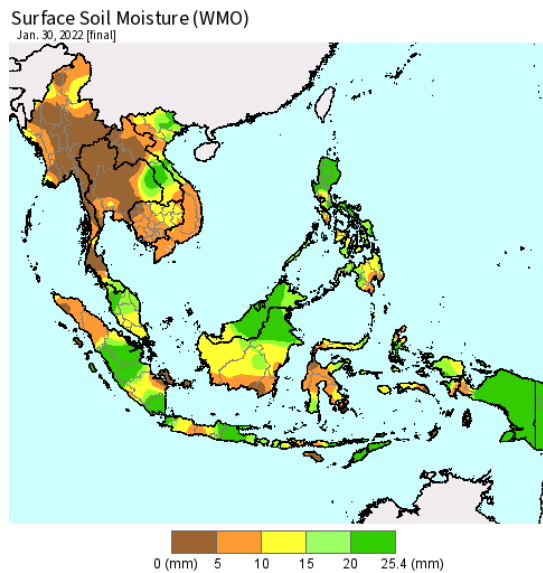 Surface Soil Moisture (WMO)
Jan. 30, 2022 [final]
0 (mm) 5 10 15 20 25.4 (mm)